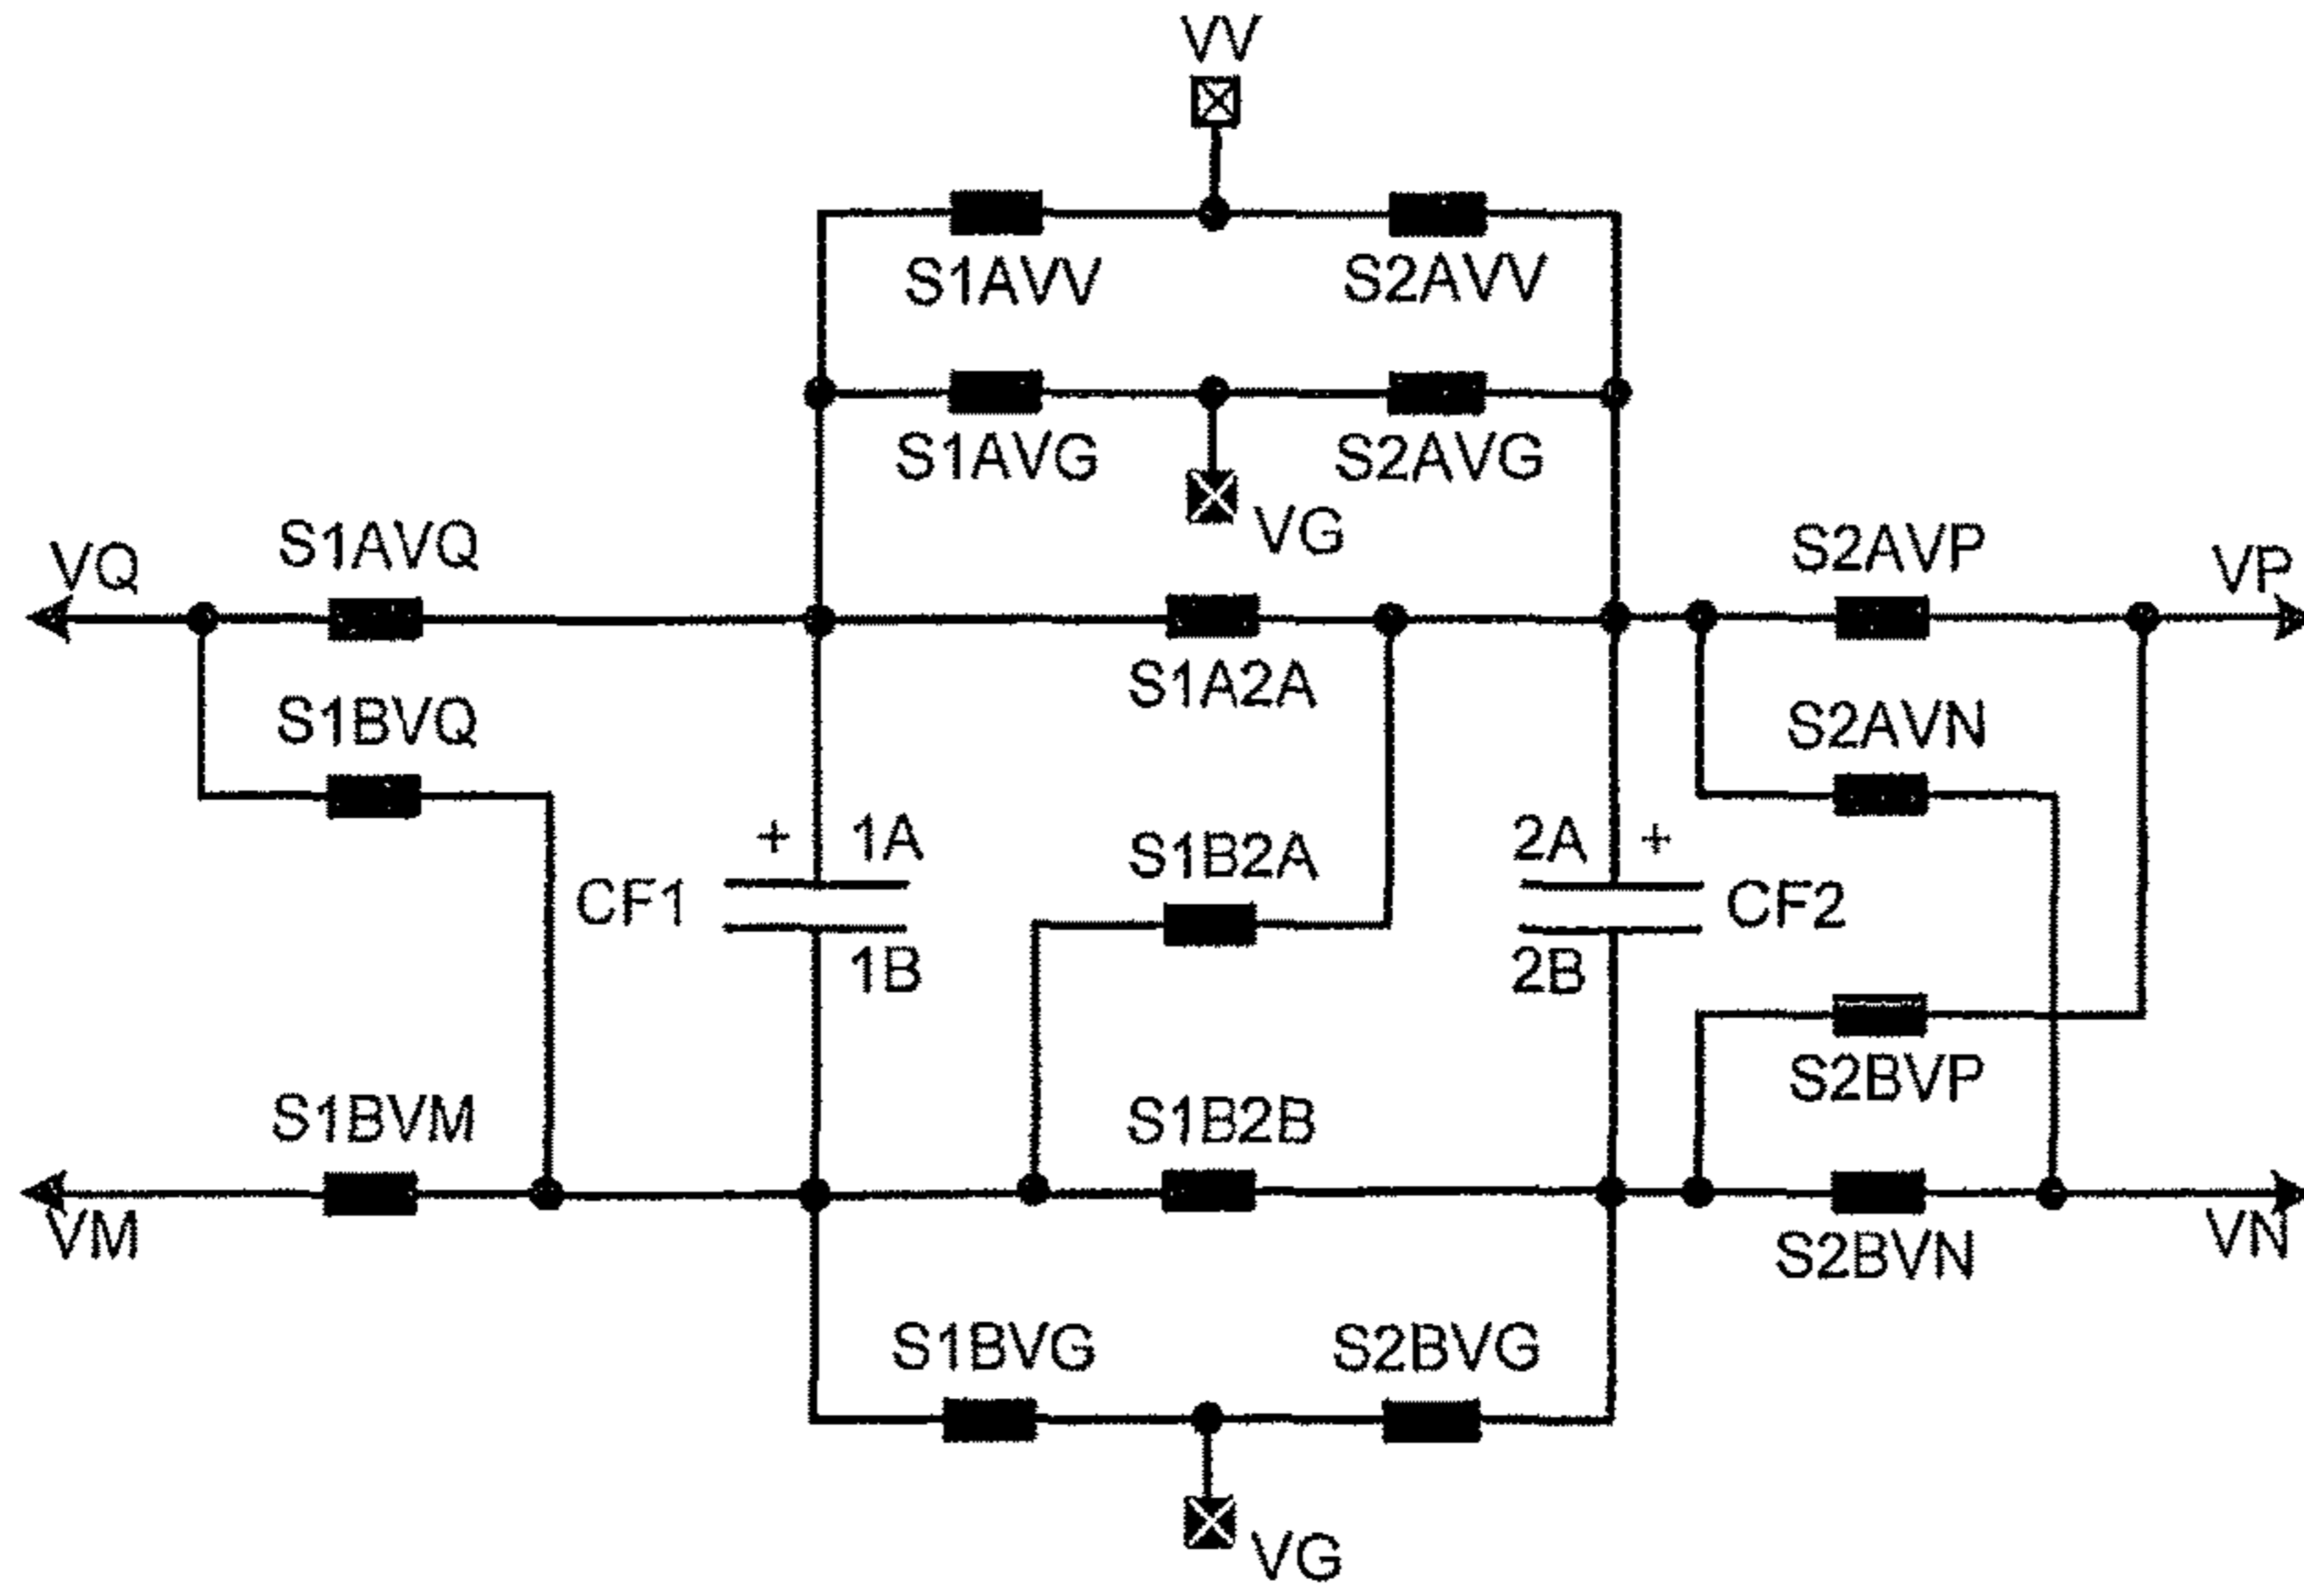 VV
S1AVV
S2AVV
S1AVG
S2AVG
VG
VQ
S1AVQ
S2AVP
VP
S1A2A
S1BVQ
S2AVN
+
1A
S1B2A
2A
+
CF1
CF2
1B
2B
S2BVP
S1BVM
S1B2B
VM
VN
S2BVN
S1BVG
S2BVG
VG